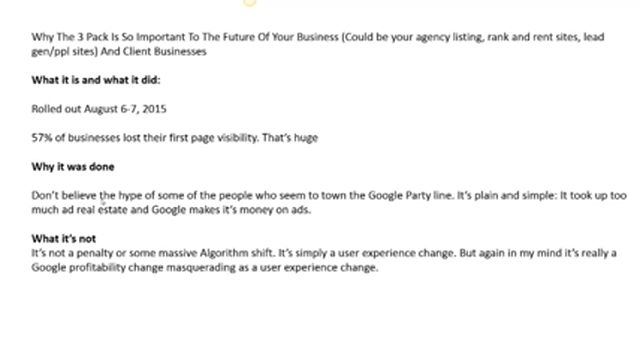 Why The 3 Pack Is So Important To The Future Of Your Business (Could be your agency listing, rank and rent sites, lead
gen/ppl sites) And Client Businesses
What it is and what it did:
Rolled out August 6-7, 2015
57% of businesses lost their first page visibility. That's huge
Why it was done
Don't believe the hype of some of the people who seem to town the Google Party line. It's plain and simple: It took up too
much ad real estate and Google makes it's money on ads.
What it's not
It's not a penalty or some massive Algorithm shift. It's simply a user experience change. But again in my mind it's really a
Google profitability change masquerading as a user experience change.